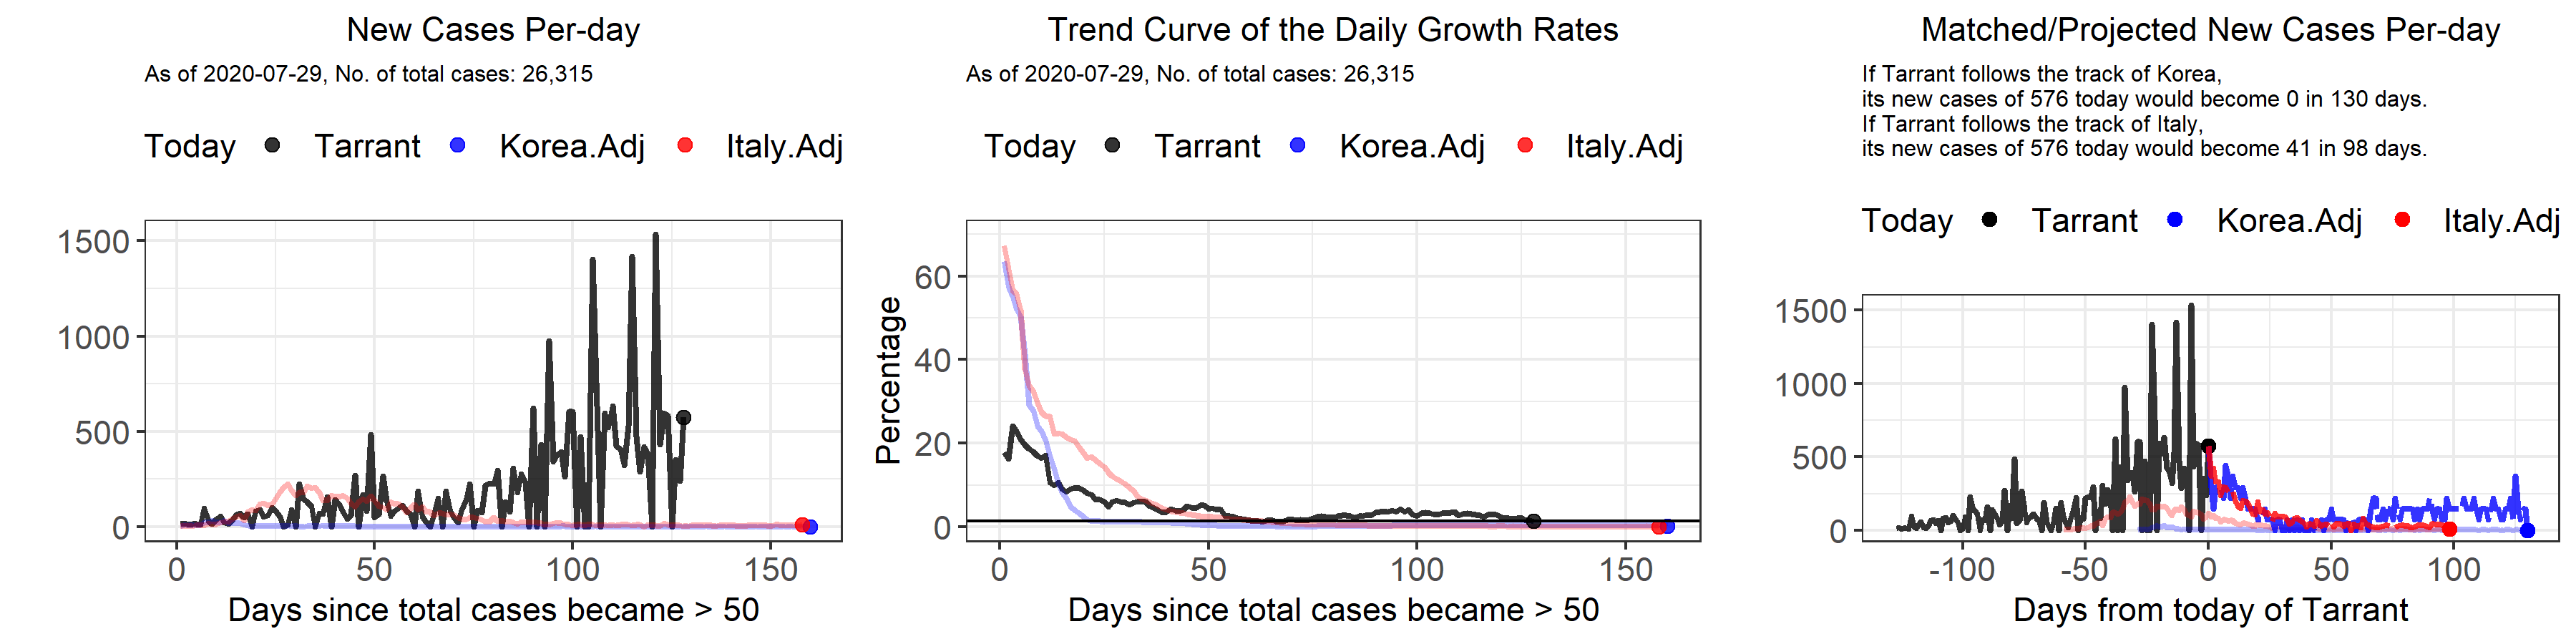 New Cases Per-day
As of 2020-07-29, No. of total cases: 26,315
Today Tarrant Korea.Adj Italy.Adj
1500
1000
500
0
0 50 100 150
Days since total cases became > 50
Trend Curve of the Daily Growth Rates
As of 2020-07-29, No. of total cases: 26,315
Today Tarrant Korea.Adj Italy.Adj
Percentage
60
40
20
0
0 50 100 150
Days since total cases became > 50
Matched/Projected New Cases Per-day
If Tarrant follows the track of Korea,
its new cases of 576 today would become 0 in 130 days.
If Tarrant follows the track of Italy,
its new cases of 576 today would become 41 in 98 days.
Today Tarrant Korea.Adj Italy.Adj
1500
1000
500
0
-100 -50 0 50 100
Days from today of Tarrant